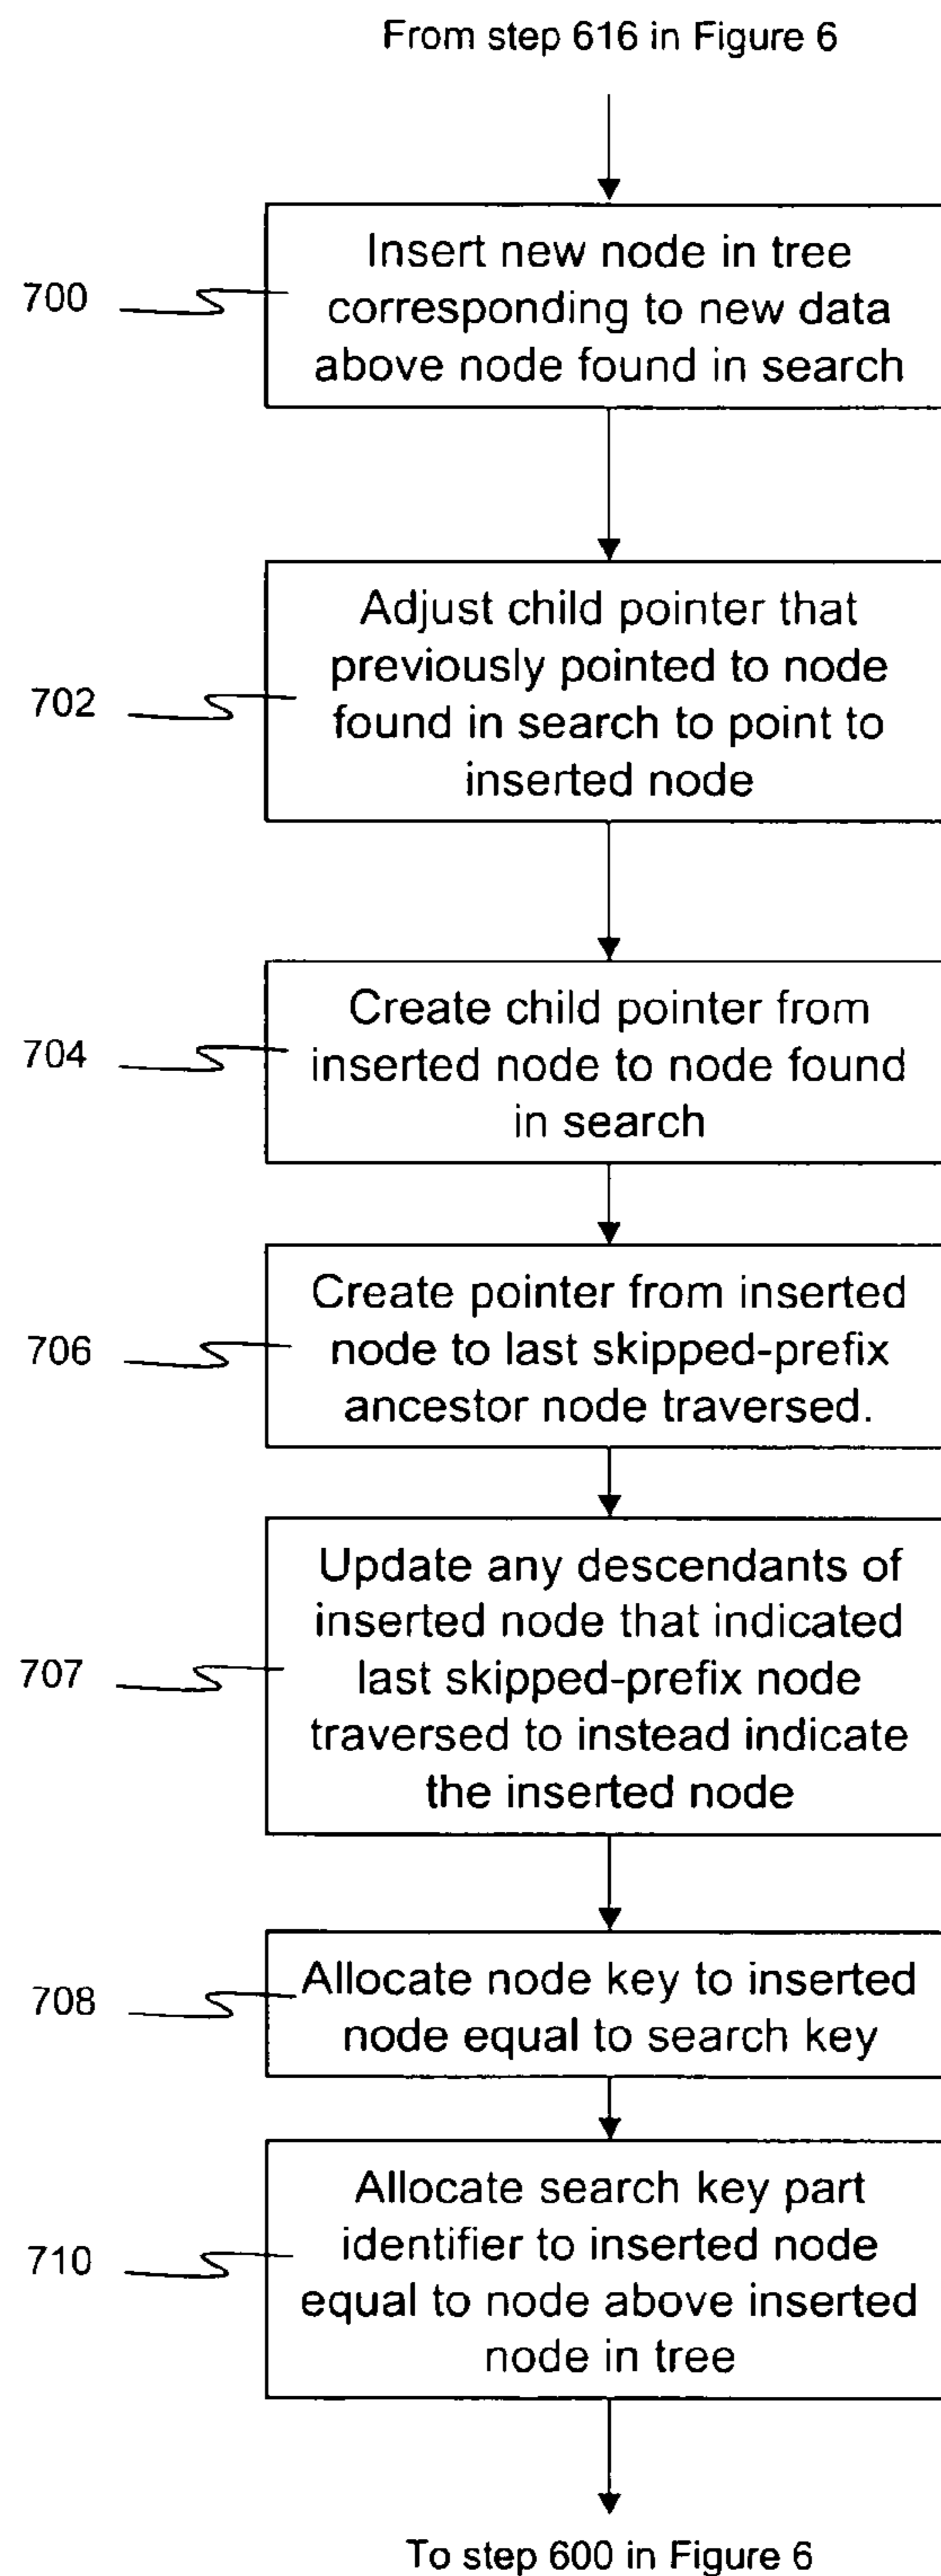 From step 616 in Figure 6
700
Insert new node in tree
corresponding to new data
above node found in search
702
Adjust child pointer that
previously pointed to node
found in search to point to
inserted node
704
Create child pointer from
inserted node to node found
in search
706
Create pointer from inserted
node to last skipped-prefix
ancestor node traversed.
707
Update any descendants of
inserted node that indicated
last skipped-prefix node
traversed to instead indicate
the inserted node
708
Allocate node key to inserted
node equal to search key
710
Allocate search key part
identifier to inserted node
equal to node above inserted
node in tree
To step 600 in Figure 6